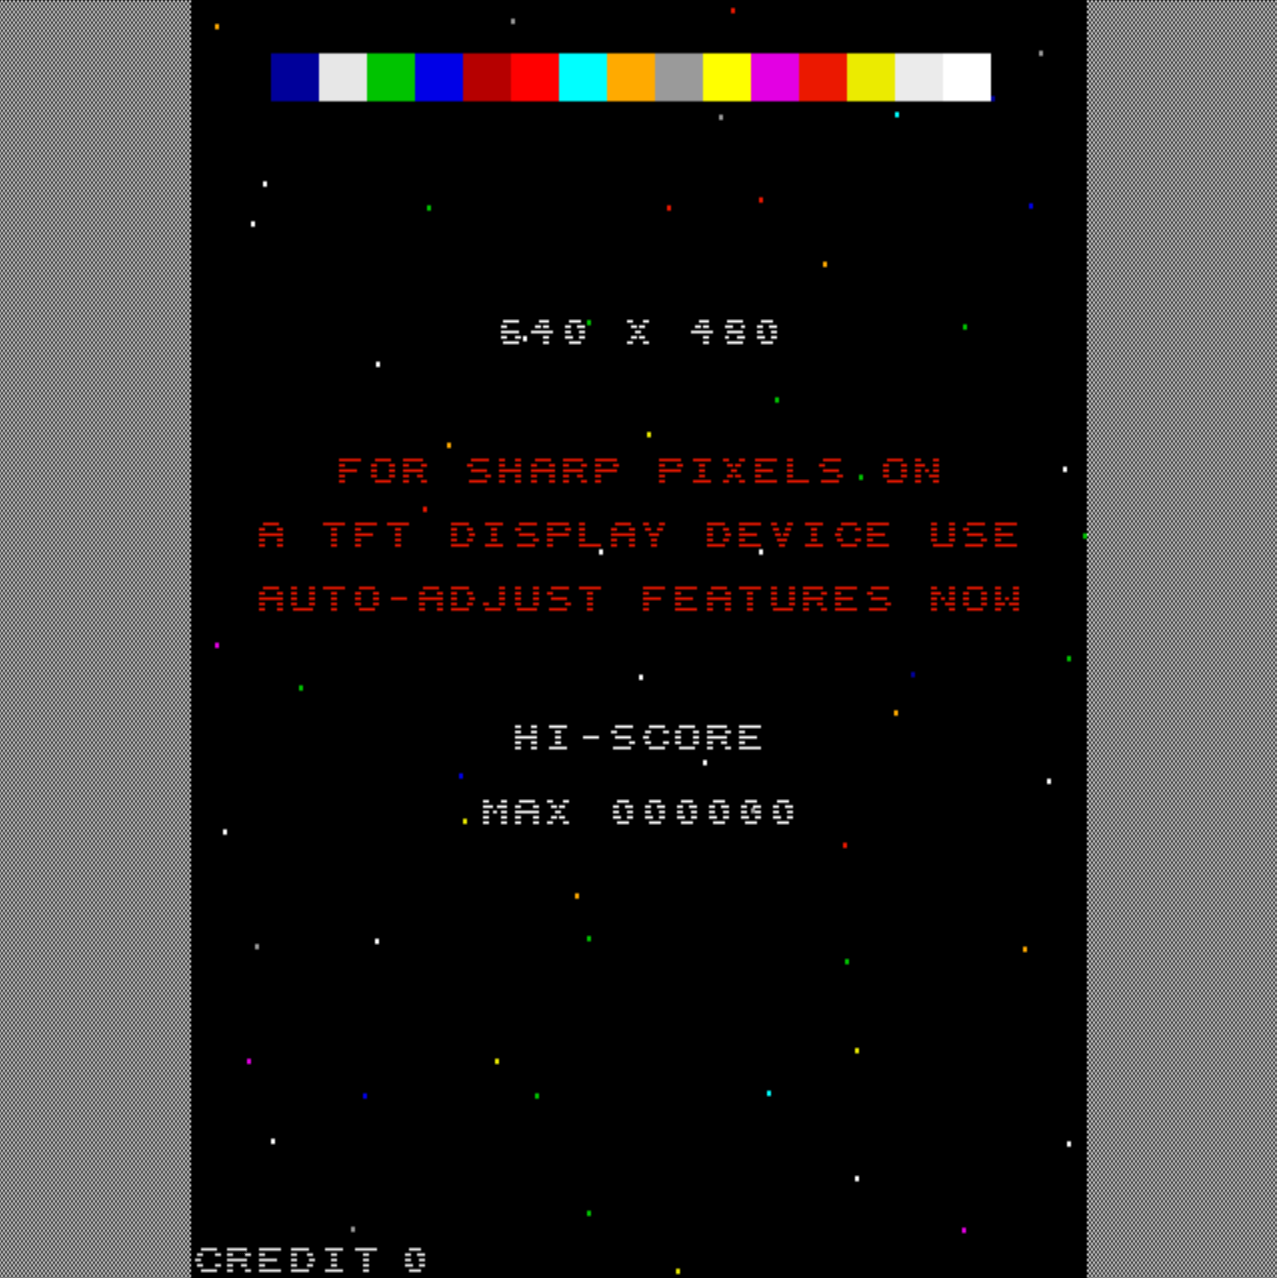 640 X 480
FOR SHARP PIXELS ON
A TFT DISPLAY DEVICE USE
AUTO-ADJUST FEATURES NOW
HI-SCORE
MAX 000000
CREDIT 0